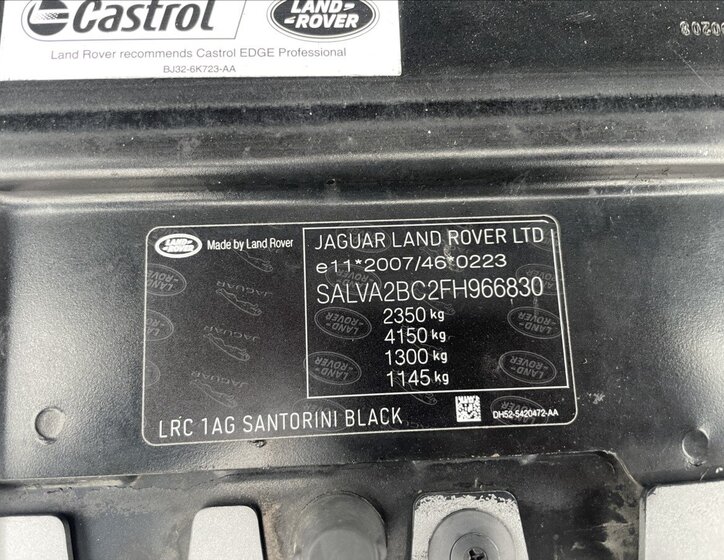 Castrol
LAND ROVER
Land Rover recommends Castrol EDGE Professional
BJ32-6K723-AA
LAND ROVER
Made by Land Rover
JAGUAR LAND ROVER LTD
e11*2007/46*0223
SALVA2BC2FH966830
2350 kg
4150 kg
1300 kg
1145 kg
LRC 1AG SANTORINI BLACK
DH52-5420472-AA